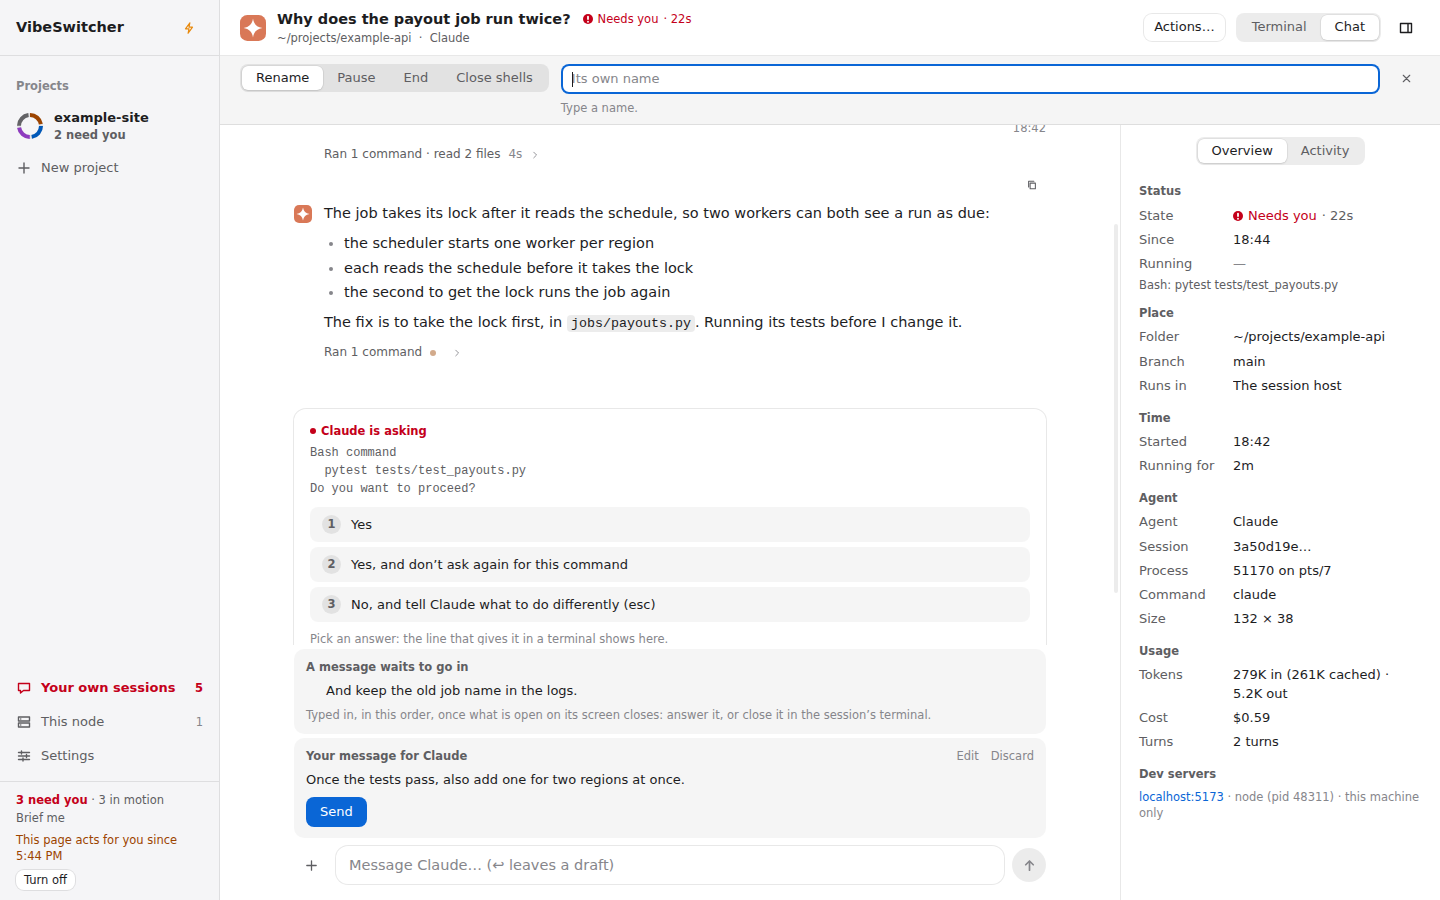 VibeSwitcher
Projects
example-site
2 need you
New project
Your own sessions 5
This node 1
Settings
3 need you · 3 in motion
Brief me
This page acts for you since
5:44 PM
Turn off
Why does the payout job run twice? Needs you · 22s
~/projects/example-api · Claude
Actions…
Terminal
Chat
Rename
Pause
End
Close shells
Its own name
Type a name.
18:42
Ran 1 command · read 2 files 4s
The job takes its lock after it reads the schedule, so two workers can both see a run as due:
• the scheduler starts one worker per region
• each reads the schedule before it takes the lock
• the second to get the lock runs the job again
The fix is to take the lock first, in jobs/payouts.py. Running its tests before I change it.
Ran 1 command
Claude is asking
Bash command
pytest tests/test_payouts.py
Do you want to proceed?
1 Yes
2 Yes, and don’t ask again for this command
3 No, and tell Claude what to do differently (esc)
Pick an answer: the line that gives it in a terminal shows here.
A message waits to go in
And keep the old job name in the logs.
Typed in, in this order, once what is open on its screen closes: answer it, or close it in the session’s terminal.
Your message for Claude Edit Discard
Once the tests pass, also add one for two regions at once.
Send
Message Claude… (↩ leaves a draft)
Overview
Activity
Status
State Needs you · 22s
Since 18:44
Running —
Bash: pytest tests/test_payouts.py
Place
Folder ~/projects/example-api
Branch main
Runs in The session host
Time
Started 18:42
Running for 2m
Agent
Agent Claude
Session 3a50d19e…
Process 51170 on pts/7
Command claude
Size 132 × 38
Usage
Tokens 279K in (261K cached) ·
5.2K out
Cost $0.59
Turns 2 turns
Dev servers
localhost:5173 · node (pid 48311) · this machine
only